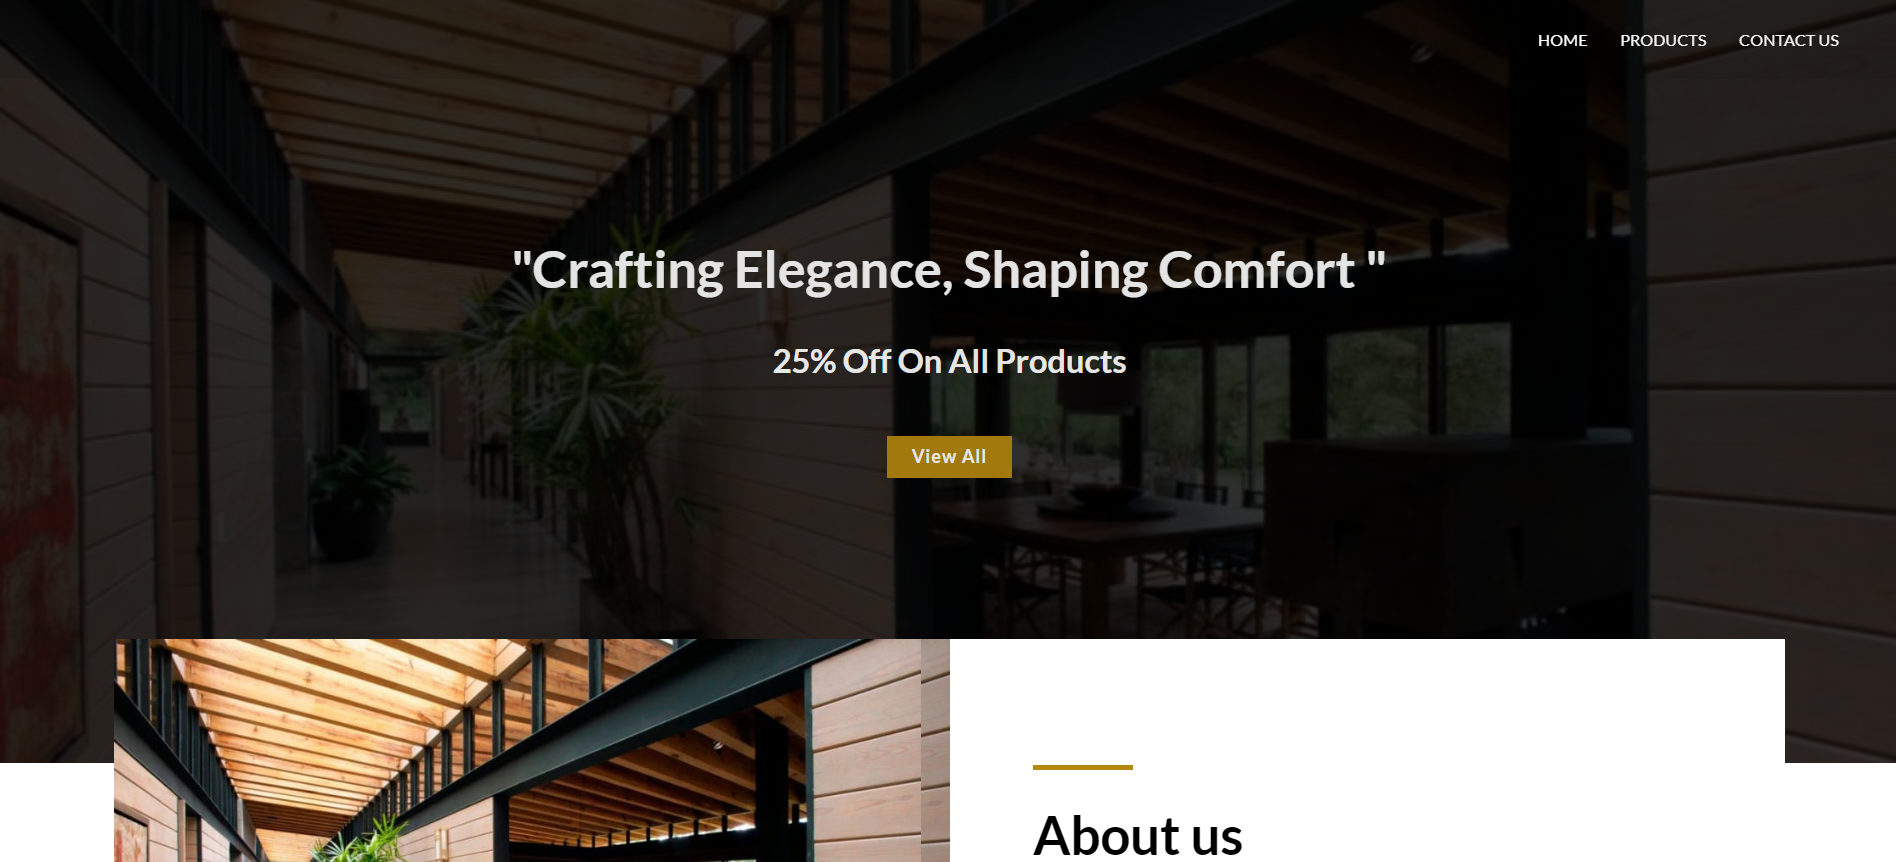 HOME PRODUCTS CONTACT US
"Crafting Elegance, Shaping Comfort "
25% Off On All Products
View All
About us